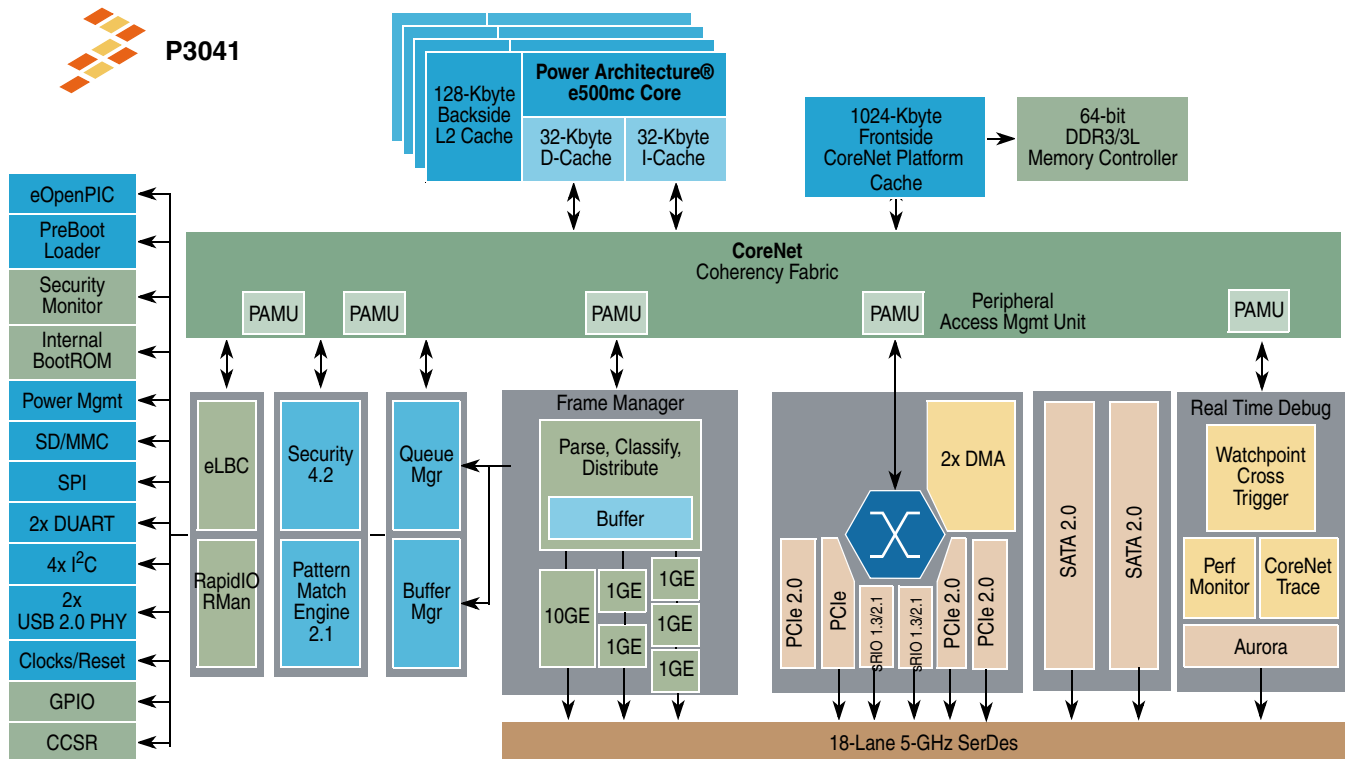 P3041
128-Kbyte
Backside
L2 Cache
Power Architecture®
e500mc Core
32-Kbyte
D-Cache
32-Kbyte
I-Cache
1024-Kbyte
Frontside
CoreNet Platform
Cache
64-bit
DDR3/3L
Memory Controller
eOpenPIC
PreBoot
Loader
Security
Monitor
Internal
BootROM
Power Mgmt
SD/MMC
SPI
2x DUART
4x I²C
2x
USB 2.0 PHY
Clocks/Reset
GPIO
CCSR
CoreNet
Coherency Fabric
PAMU
PAMU
PAMU
PAMU
Peripheral
Access Mgmt Unit
PAMU
eLBC
RapidIO
RMan
Security
4.2
Pattern
Match
Engine
2.1
Queue
Mgr
Buffer
Mgr
Frame Manager
Parse, Classify,
Distribute
Buffer
10GE
1GE
1GE
1GE
1GE
1GE
2x DMA
PCIe 2.0
PCIe
sRIO 1.3/2.1
sRIO 1.3/2.1
PCIe 2.0
PCIe 2.0
SATA 2.0
SATA 2.0
Real Time Debug
Watchpoint
Cross
Trigger
Perf
Monitor
CoreNet
Trace
Aurora
18-Lane 5-GHz SerDes